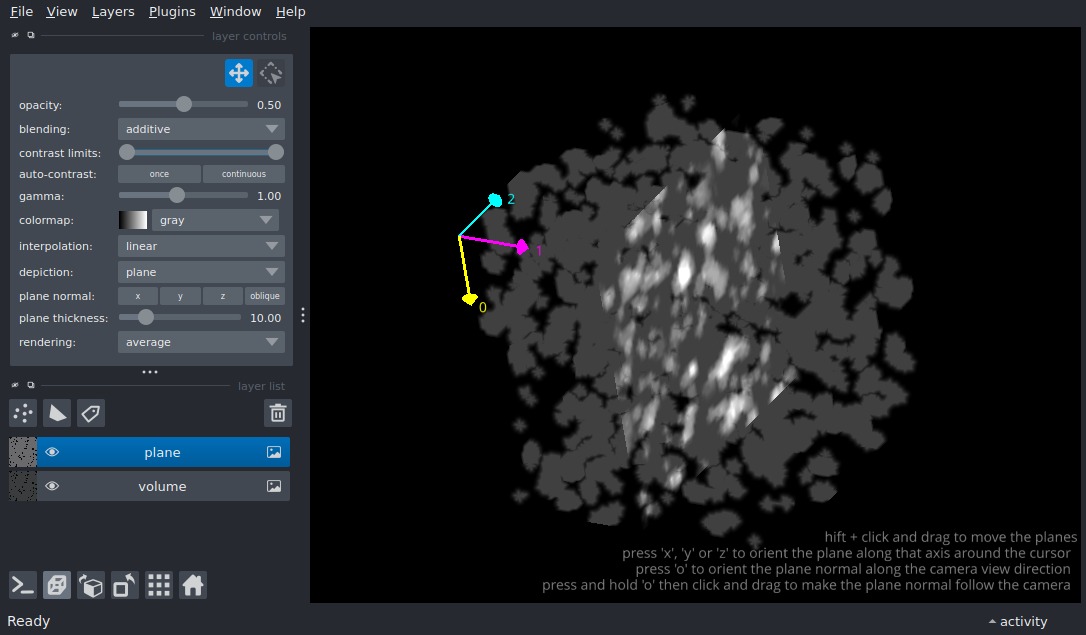 File View Layers Plugins Window Help
layer controls
opacity: 0.50
blending: additive
contrast limits:
auto-contrast: once continuous
gamma: 1.00
colormap: gray
interpolation: linear
depiction: plane
plane normal: x y z oblique
plane thickness: 10.00
rendering: average
layer list
plane
volume
2
1
0
hift + click and drag to move the planes
press 'x', 'y' or 'z' to orient the plane along that axis around the cursor
press 'o' to orient the plane normal along the camera view direction
press and hold 'o' then click and drag to make the plane normal follow the camera
Ready
activity